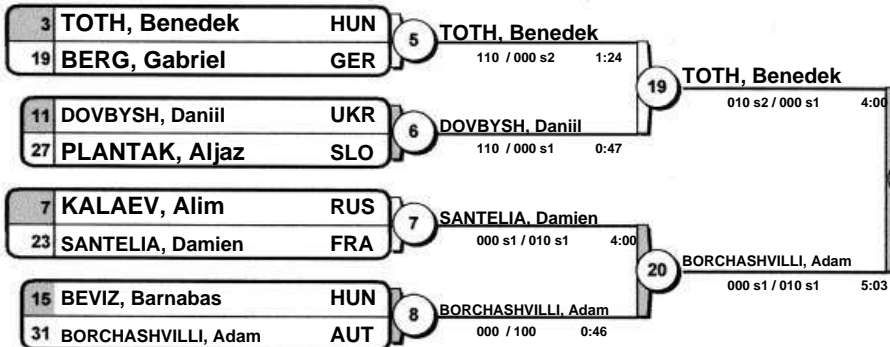 3 TOTH, Benedek HUN
19 BERG, Gabriel GER
5
TOTH, Benedek
110 / 000 s2 1:24
11 DOVBYSH, Daniil UKR
27 PLANTAK, Aljaz SLO
6
DOVBYSH, Daniil
110 / 000 s1 0:47
19
TOTH, Benedek
010 s2 / 000 s1 4:00
7 KALAEV, Alim RUS
23 SANTELIA, Damien FRA
7
SANTELIA, Damien
000 s1 / 010 s1 4:00
15 BEVIZ, Barnabas HUN
31 BORCHASHVILLI, Adam AUT
8
BORCHASHVILLI, Adam
000 / 100 0:46
20
BORCHASHVILLI, Adam
000 s1 / 010 s1 5:03